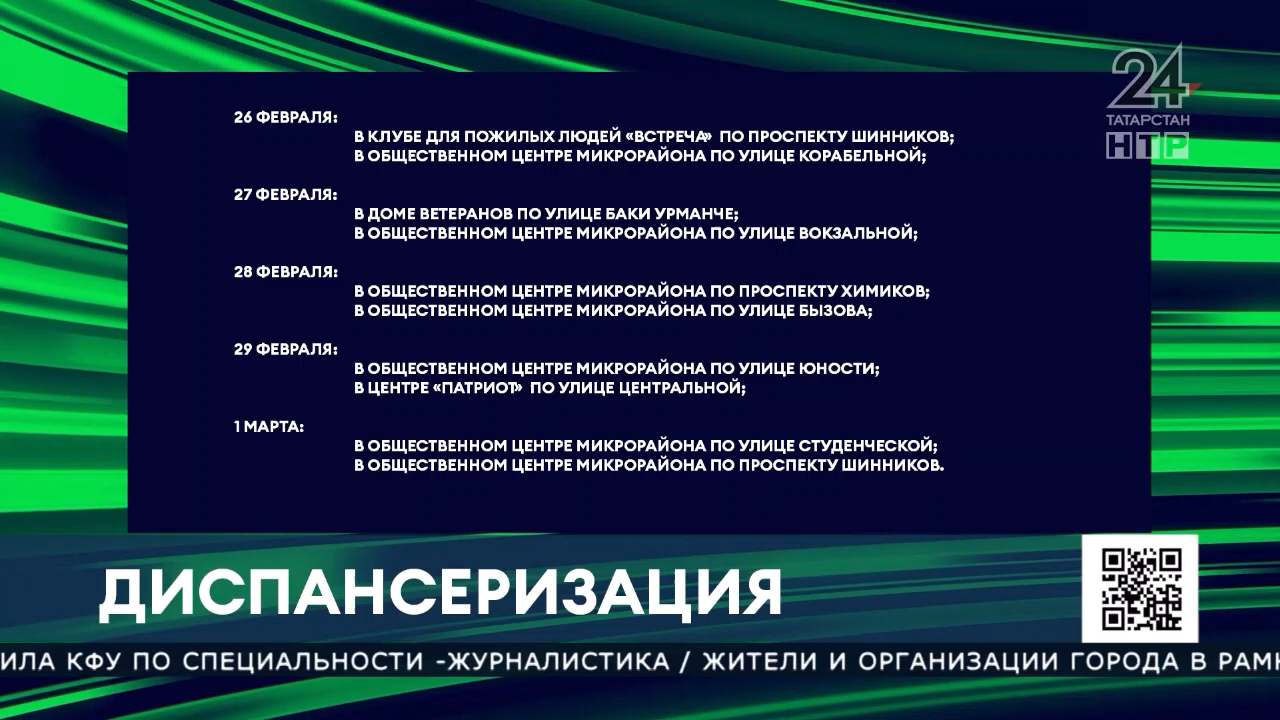 24
ТАТАРСТАН
НТР
26 ФЕВРАЛЯ:
В КЛУБЕ ДЛЯ ПОЖИЛЫХ ЛЮДЕЙ «ВСТРЕЧА» ПО ПРОСПЕКТУ ШИННИКОВ;
В ОБЩЕСТВЕННОМ ЦЕНТРЕ МИКРОРАЙОНА ПО УЛИЦЕ КОРАБЕЛЬНОЙ;
27 ФЕВРАЛЯ:
В ДОМЕ ВЕТЕРАНОВ ПО УЛИЦЕ БАКИ УРМАНЧЕ;
В ОБЩЕСТВЕННОМ ЦЕНТРЕ МИКРОРАЙОНА ПО УЛИЦЕ ВОКЗАЛЬНОЙ;
28 ФЕВРАЛЯ:
В ОБЩЕСТВЕННОМ ЦЕНТРЕ МИКРОРАЙОНА ПО ПРОСПЕКТУ ХИМИКОВ;
В ОБЩЕСТВЕННОМ ЦЕНТРЕ МИКРОРАЙОНА ПО УЛИЦЕ БЫЗОВА;
29 ФЕВРАЛЯ:
В ОБЩЕСТВЕННОМ ЦЕНТРЕ МИКРОРАЙОНА ПО УЛИЦЕ ЮНОСТИ;
В ЦЕНТРЕ «ПАТРИОТ» ПО УЛИЦЕ ЦЕНТРАЛЬНОЙ;
1 МАРТА:
В ОБЩЕСТВЕННОМ ЦЕНТРЕ МИКРОРАЙОНА ПО УЛИЦЕ СТУДЕНЧЕСКОЙ;
В ОБЩЕСТВЕННОМ ЦЕНТРЕ МИКРОРАЙОНА ПО ПРОСПЕКТУ ШИННИКОВ.
ДИСПАНСЕРИЗАЦИЯ
ИЛА КФУ ПО СПЕЦИАЛЬНОСТИ -ЖУРНАЛИСТИКА / ЖИТЕЛИ И ОРГАНИЗАЦИИ ГОРОДА В РАМК